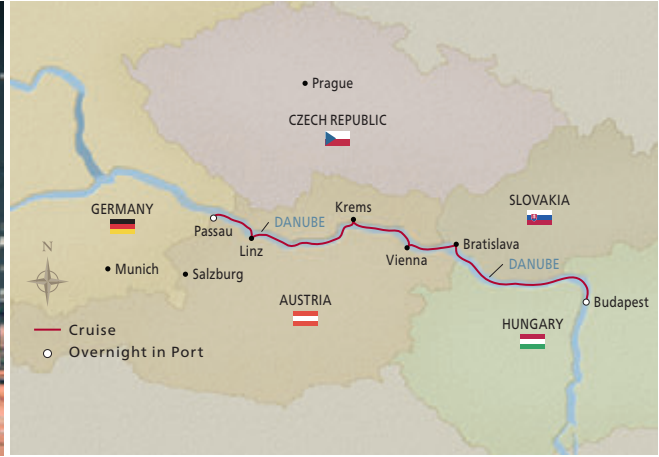 Prague
CZECH REPUBLIC
SLOVAKIA
GERMANY
Krems
DANUBE
Passau
Linz
Bratislava
Vienna
DANUBE
N
Munich
Salzburg
AUSTRIA
Budapest
HUNGARY
Cruise
Overnight in Port